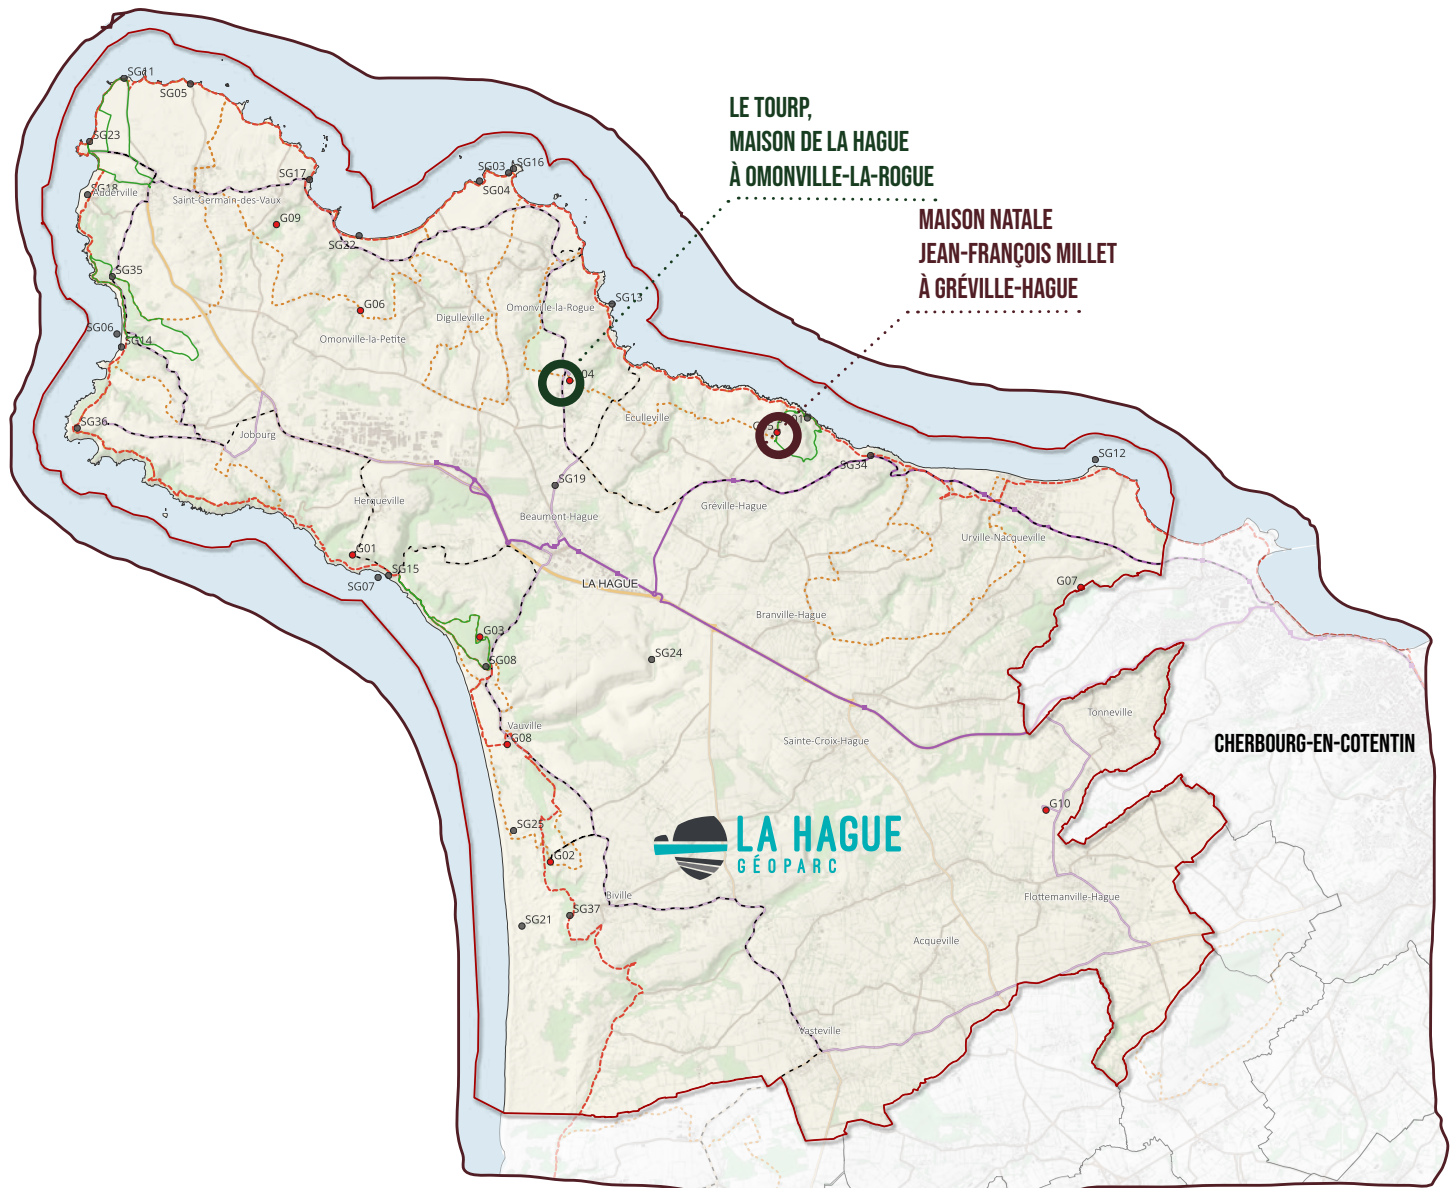 LE TOURP,
MAISON DE LA HAGUE
À OMONVILLE-LA-ROGUE
MAISON NATALE
JEAN-FRANÇOIS MILLET
À GRÉVILLE-HAGUE
SG11
SG05
SG23
SG18
Auderville
SG17
Saint-Germain-des-Vaux
SG03
SG16
SG04
G09
SG22
SG35
G06
SG13
Omonville-la-Rogue
Digulleville
SG06
SG14
Omonville-la-Petite
04
Eculleville
01
SG36
Jobourg
SG34
SG12
SG19
Herqueville
Gréville-Hague
Beaumont-Hague
Urville-Nacqueville
G01
SG15
SG07
LA HAGUE
G07
Branville-Hague
G03
SG08
SG24
Vauville
G08
Tonneville
Sainte-Croix-Hague
CHERBOURG-EN-COTENTIN
G10
SG25
LA HAGUE
GÉOPARC
G02
Biville
Flottemanville-Hague
SG37
SG21
Acqueville
Vasteville